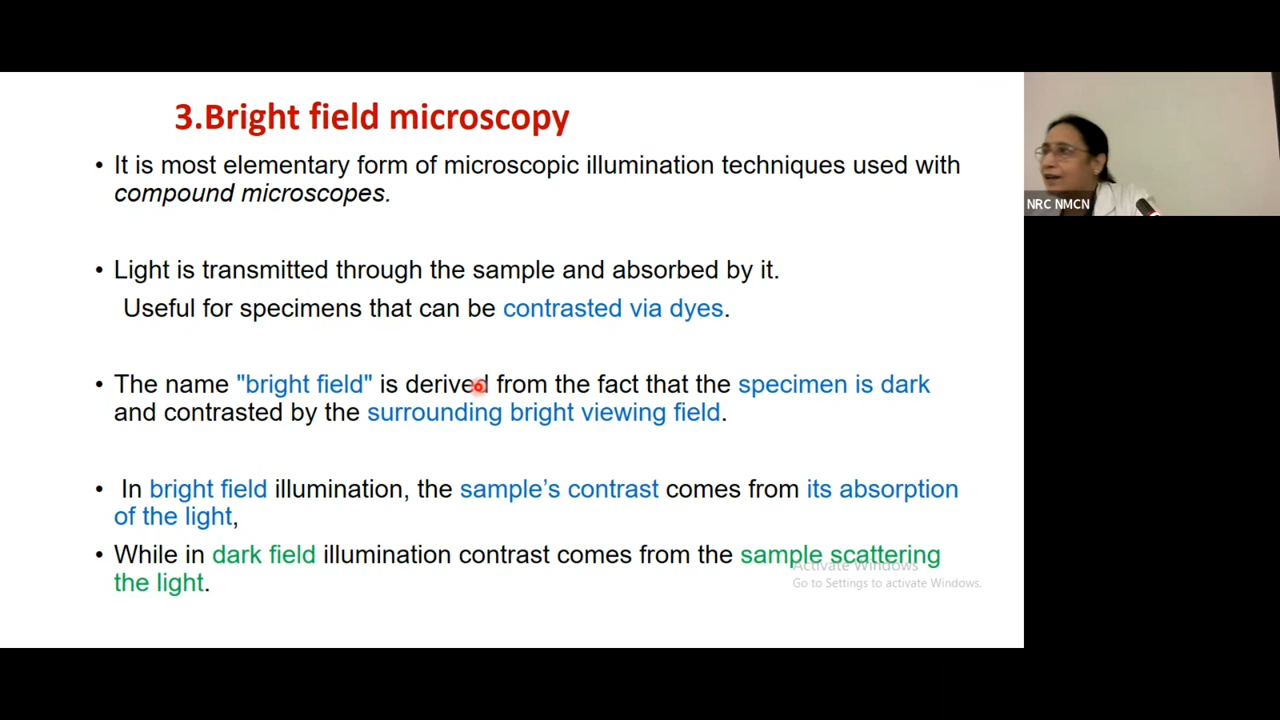 3.Bright field microscopy
• It is most elementary form of microscopic illumination techniques used with
compound microscopes.
• Light is transmitted through the sample and absorbed by it.
Useful for specimens that can be contrasted via dyes.
• The name "bright field" is derived from the fact that the specimen is dark
and contrasted by the surrounding bright viewing field.
• In bright field illumination, the sample’s contrast comes from its absorption
of the light,
• While in dark field illumination contrast comes from the sample scattering
the light.
Activate Windows
Go to Settings to activate Windows.
NRC NMCN